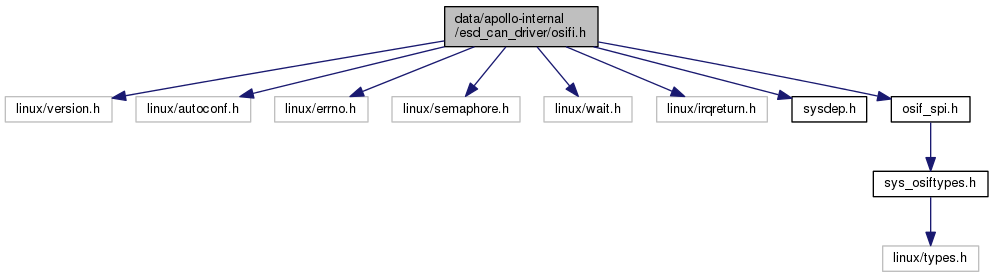 data/apollo-internal
/esd_can_driver/osifi.h
linux/version.h
linux/autoconf.h
linux/errno.h
linux/semaphore.h
linux/wait.h
linux/irqreturn.h
sysdep.h
osif_spi.h
sys_osiftypes.h
linux/types.h